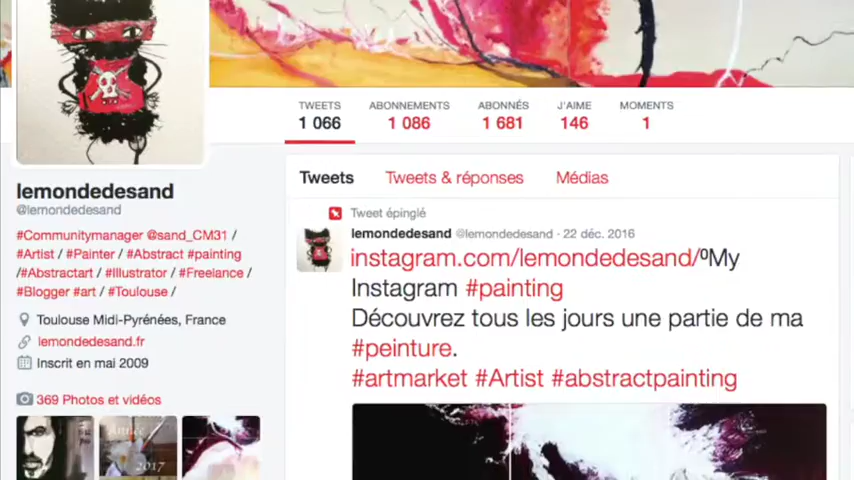 TWEETS ABONNEMENTS ABONNÉS J'AIME MOMENTS
1 066 1 086 1 681 146 1
lemondedesand
@lemondedesand
#Communitymanager @sand_CM31 /
#Artist / #Painter / #Abstract #painting
/#Abstractart / #Illustrator / #Freelance /
#Blogger #art / #Toulouse /
Toulouse Midi-Pyrénées, France
lemondedesand.fr
Inscrit en mai 2009
369 Photos et vidéos
Année
2017
Tweets Tweets & réponses Médias
Tweet épinglé
lemondedesand @lemondedesand · 22 déc. 2016
instagram.com/lemondedesand/ºMy
Instagram #painting
Découvrez tous les jours une partie de ma
#peinture.
#artmarket #Artist #abstractpainting